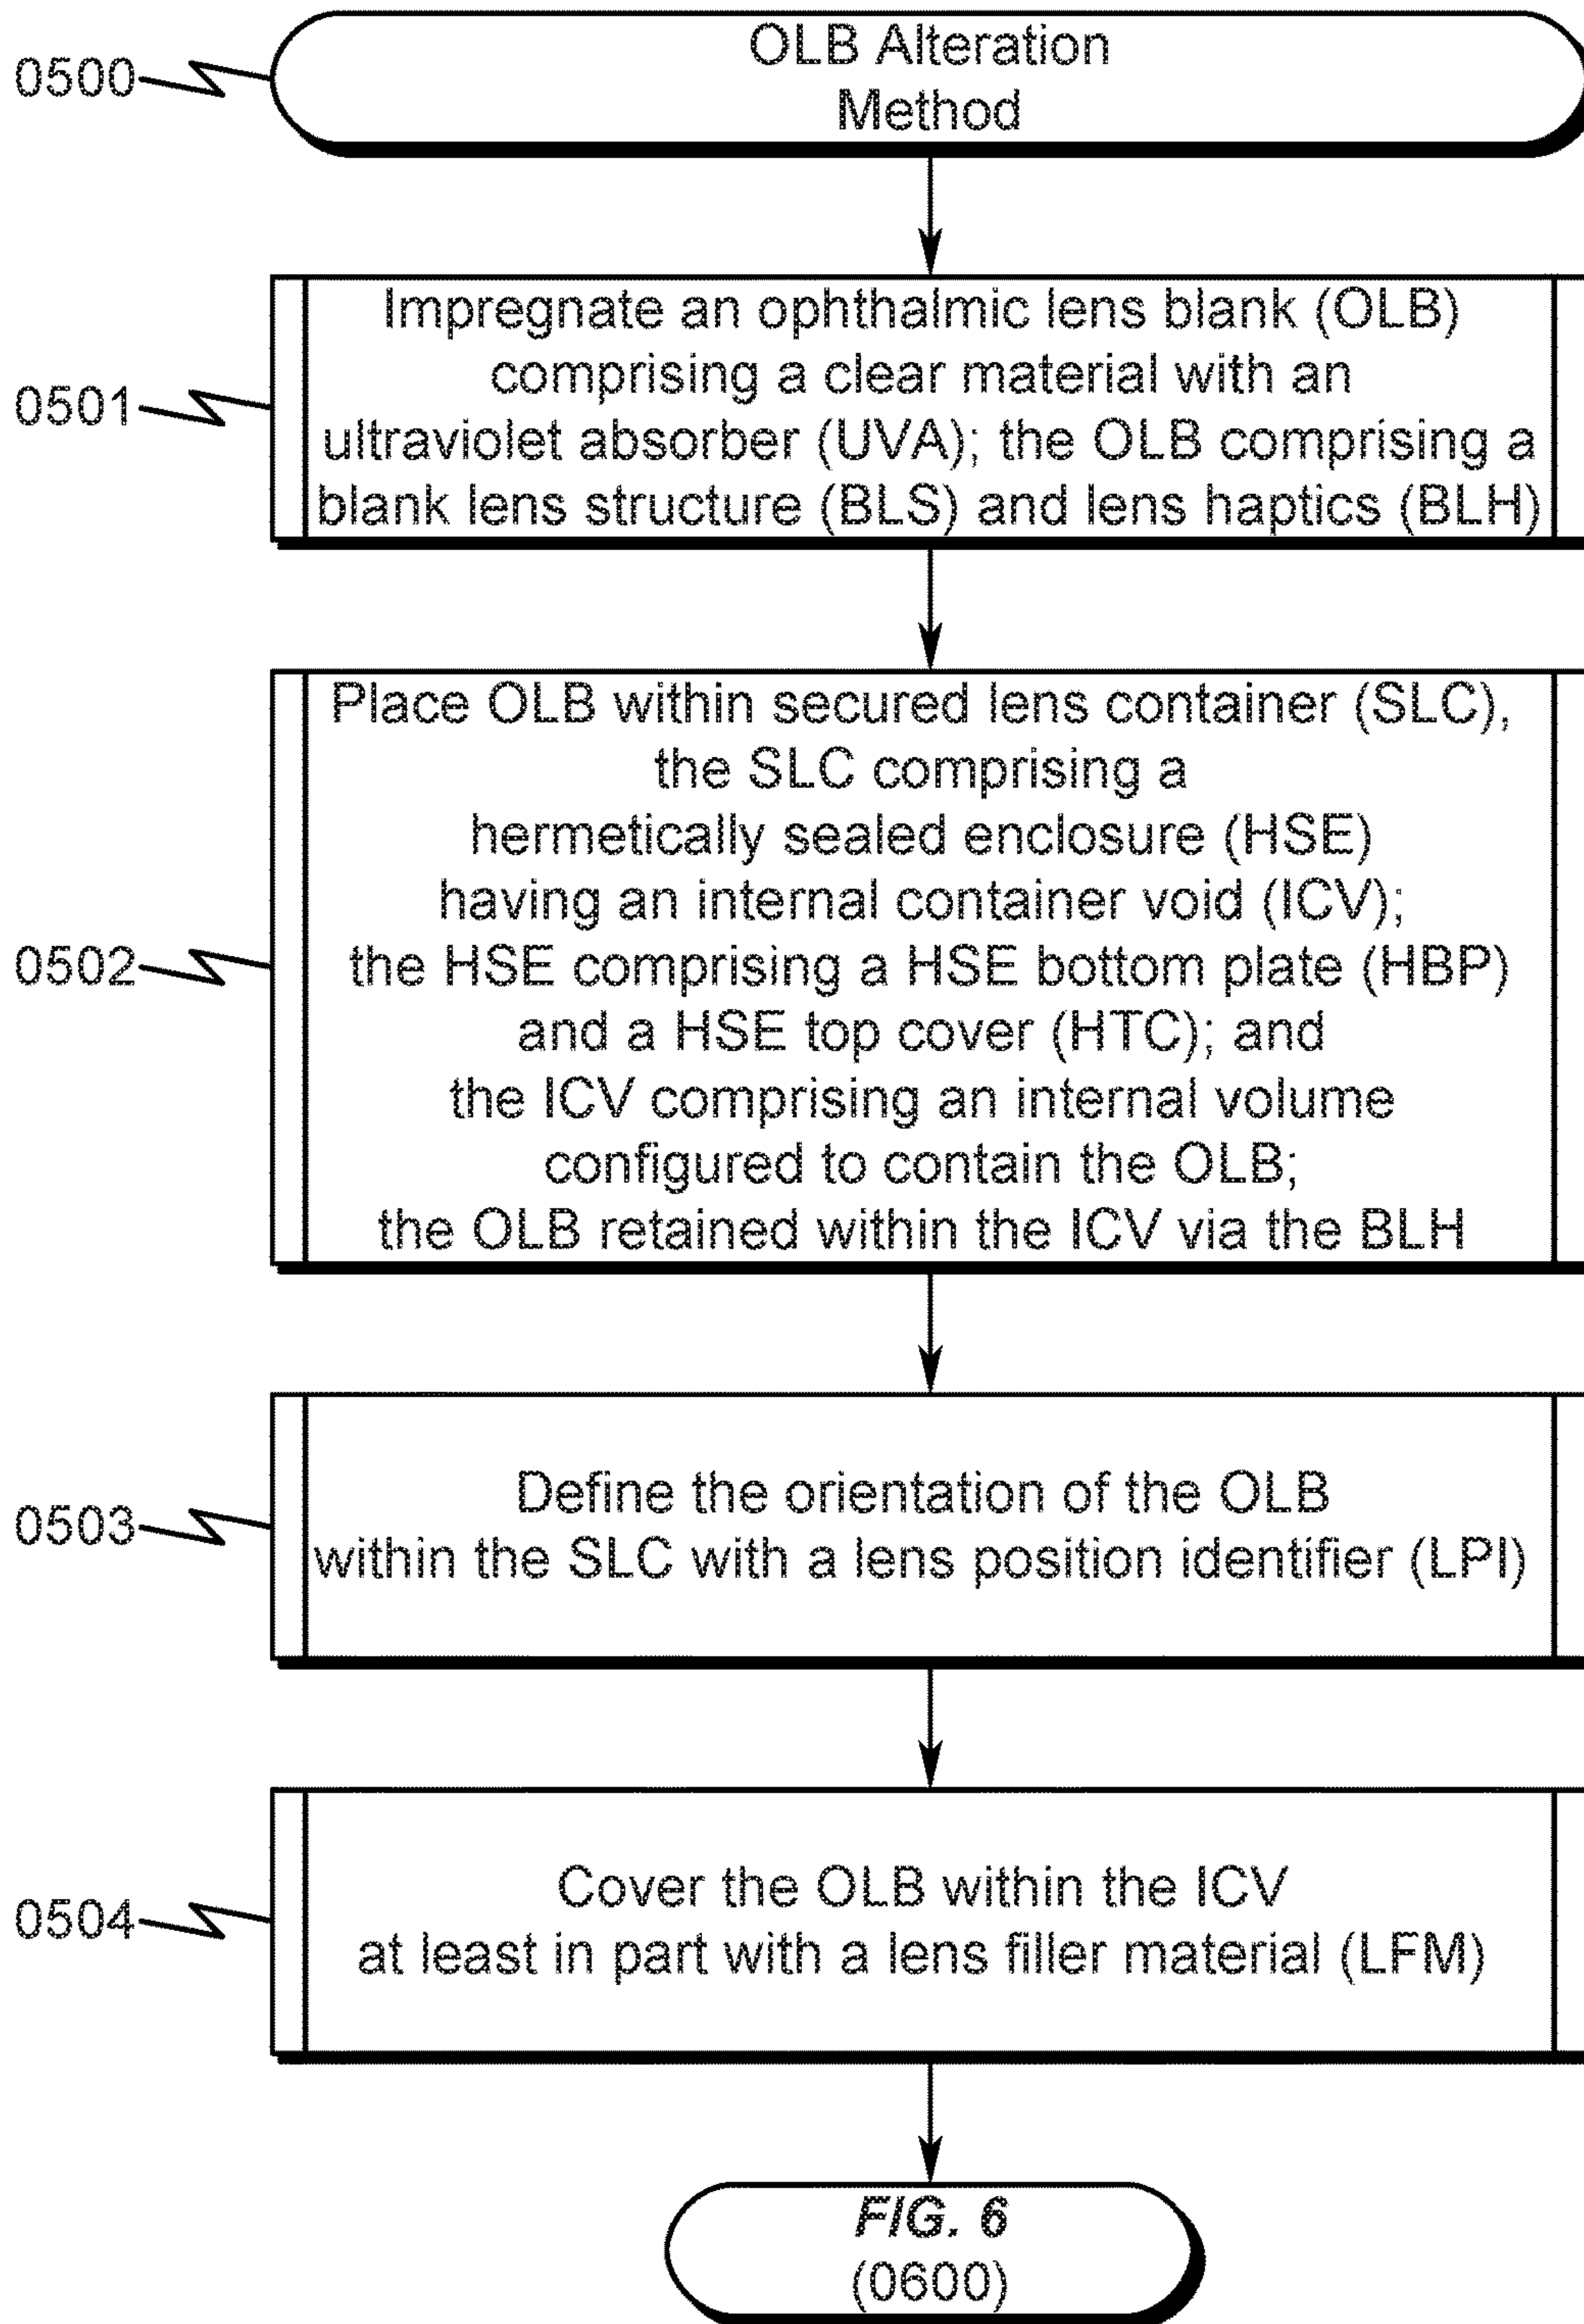 0500
OLB Alteration
Method
0501
Impregnate an ophthalmic lens blank (OLB)
comprising a clear material with an
ultraviolet absorber (UVA); the OLB comprising a
blank lens structure (BLS) and lens haptics (BLH)
0502
Place OLB within secured lens container (SLC),
the SLC comprising a
hermetically sealed enclosure (HSE)
having an internal container void (ICV);
the HSE comprising a HSE bottom plate (HBP)
and a HSE top cover (HTC); and
the ICV comprising an internal volume
configured to contain the OLB;
the OLB retained within the ICV via the BLH
0503
Define the orientation of the OLB
within the SLC with a lens position identifier (LPI)
0504
Cover the OLB within the ICV
at least in part with a lens filler material (LFM)
FIG. 6
(0600)